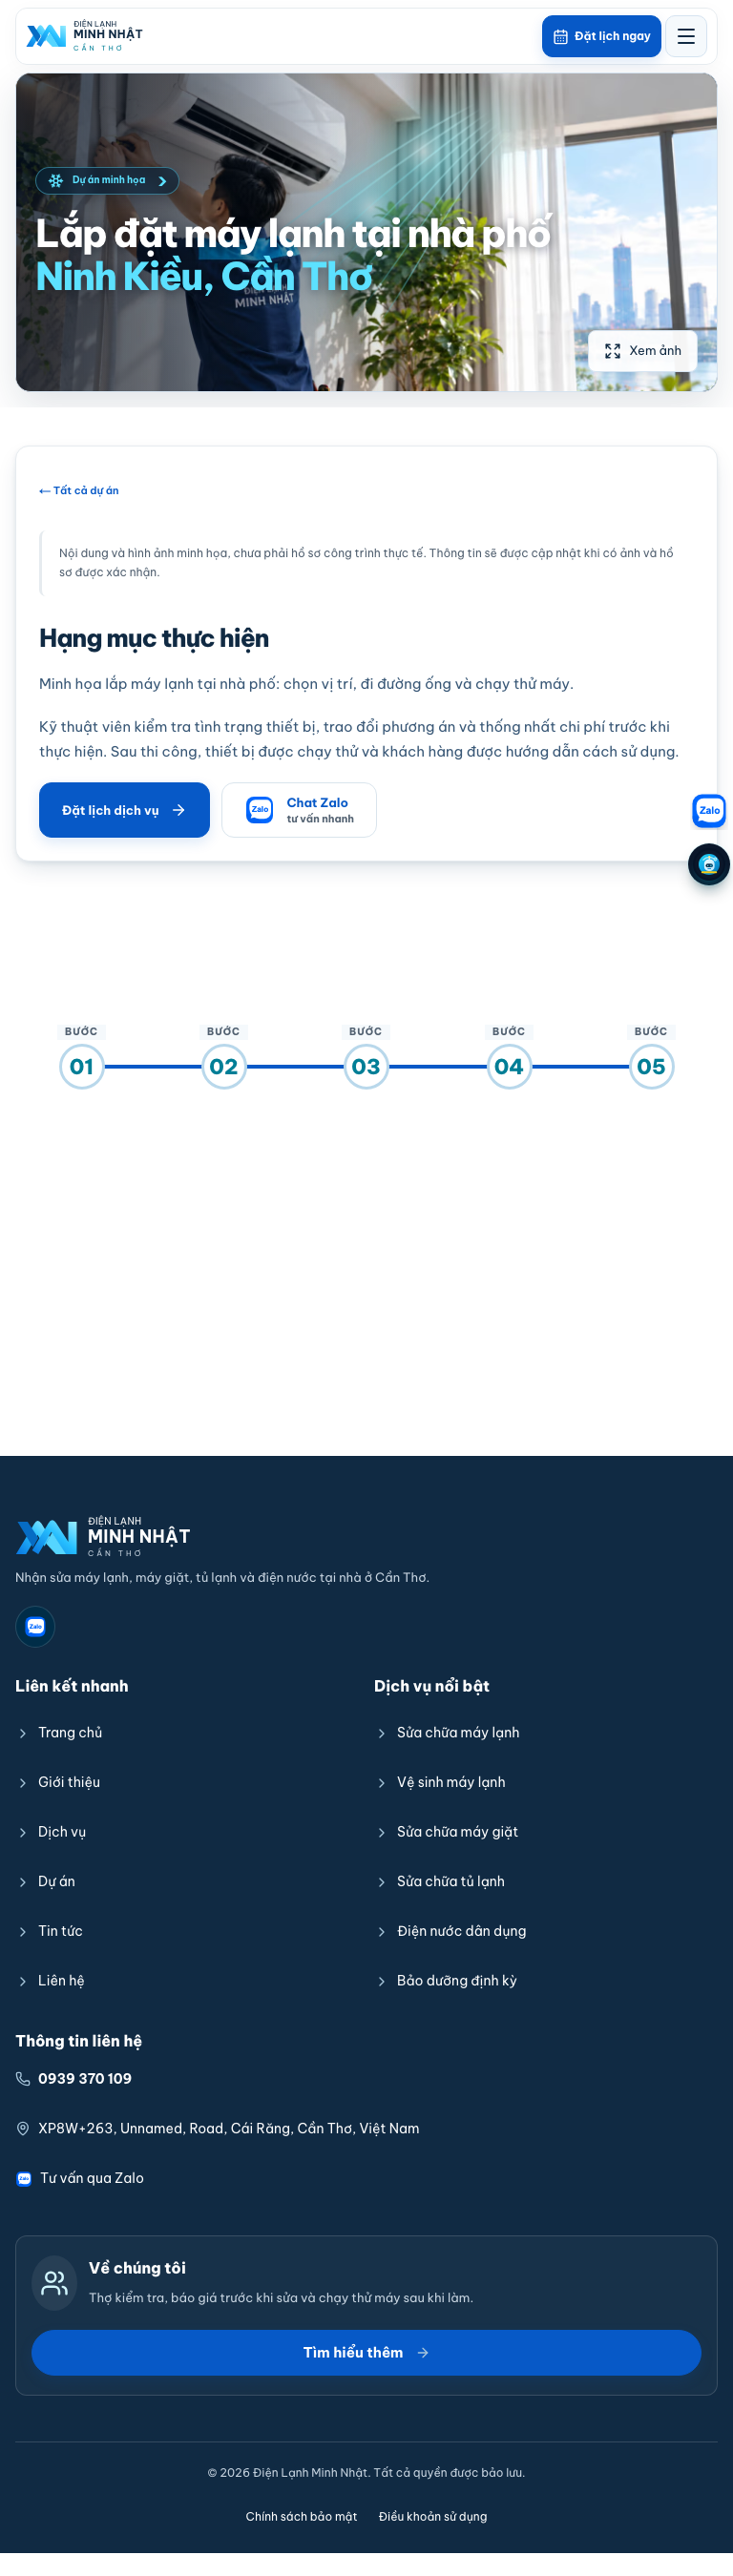 ĐIỆN LẠNH
MINH NHẬT
CẦN THƠ
Đặt lịch ngay
Dự án minh họa
Lắp đặt máy lạnh tại nhà phố
Ninh Kiều, Cần Thơ
ĐIỆN LẠNH
MINH NHẬT
Xem ảnh
← Tất cả dự án
Nội dung và hình ảnh minh họa, chưa phải hồ sơ công trình thực tế. Thông tin sẽ được cập nhật khi có ảnh và hồ
sơ được xác nhận.
Hạng mục thực hiện
Minh họa lắp máy lạnh tại nhà phố: chọn vị trí, đi đường ống và chạy thử máy.
Kỹ thuật viên kiểm tra tình trạng thiết bị, trao đổi phương án và thống nhất chi phí trước khi
thực hiện. Sau thi công, thiết bị được chạy thử và khách hàng được hướng dẫn cách sử dụng.
Đặt lịch dịch vụ
Zalo
Chat Zalo
tư vấn nhanh
Zalo
BƯỚC BƯỚC BƯỚC BƯỚC BƯỚC
01 02 03 04 05
ĐIỆN LẠNH
MINH NHẬT
CẦN THƠ
Nhận sửa máy lạnh, máy giặt, tủ lạnh và điện nước tại nhà ở Cần Thơ.
Zalo
Liên kết nhanh
Trang chủ
Giới thiệu
Dịch vụ
Dự án
Tin tức
Liên hệ
Dịch vụ nổi bật
Sửa chữa máy lạnh
Vệ sinh máy lạnh
Sửa chữa máy giặt
Sửa chữa tủ lạnh
Điện nước dân dụng
Bảo dưỡng định kỳ
Thông tin liên hệ
0939 370 109
XP8W+263, Unnamed, Road, Cái Răng, Cần Thơ, Việt Nam
Zalo
Tư vấn qua Zalo
Về chúng tôi
Thợ kiểm tra, báo giá trước khi sửa và chạy thử máy sau khi làm.
Tìm hiểu thêm
© 2026 Điện Lạnh Minh Nhật. Tất cả quyền được bảo lưu.
Chính sách bảo mật Điều khoản sử dụng